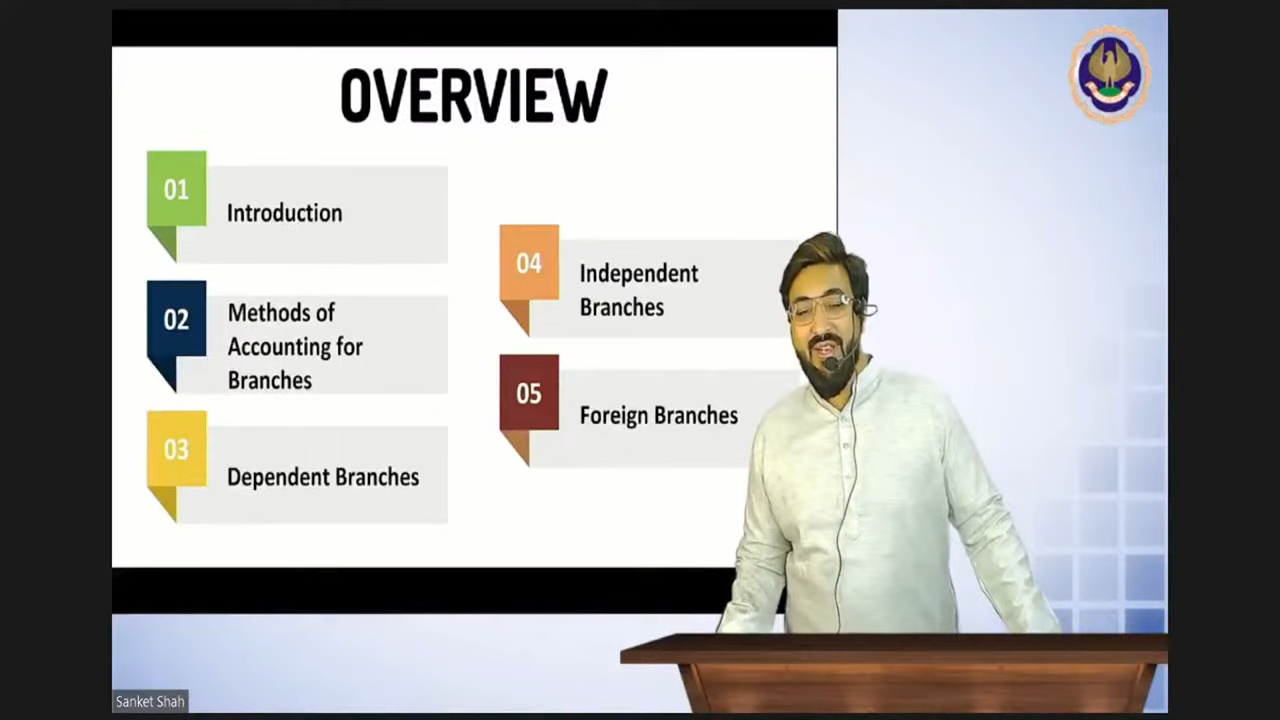 OVERVIEW
01
Introduction
02
Methods of
Accounting for
Branches
03
Dependent Branches
04
Independent
Branches
05
Foreign Branches
Sanket Shah